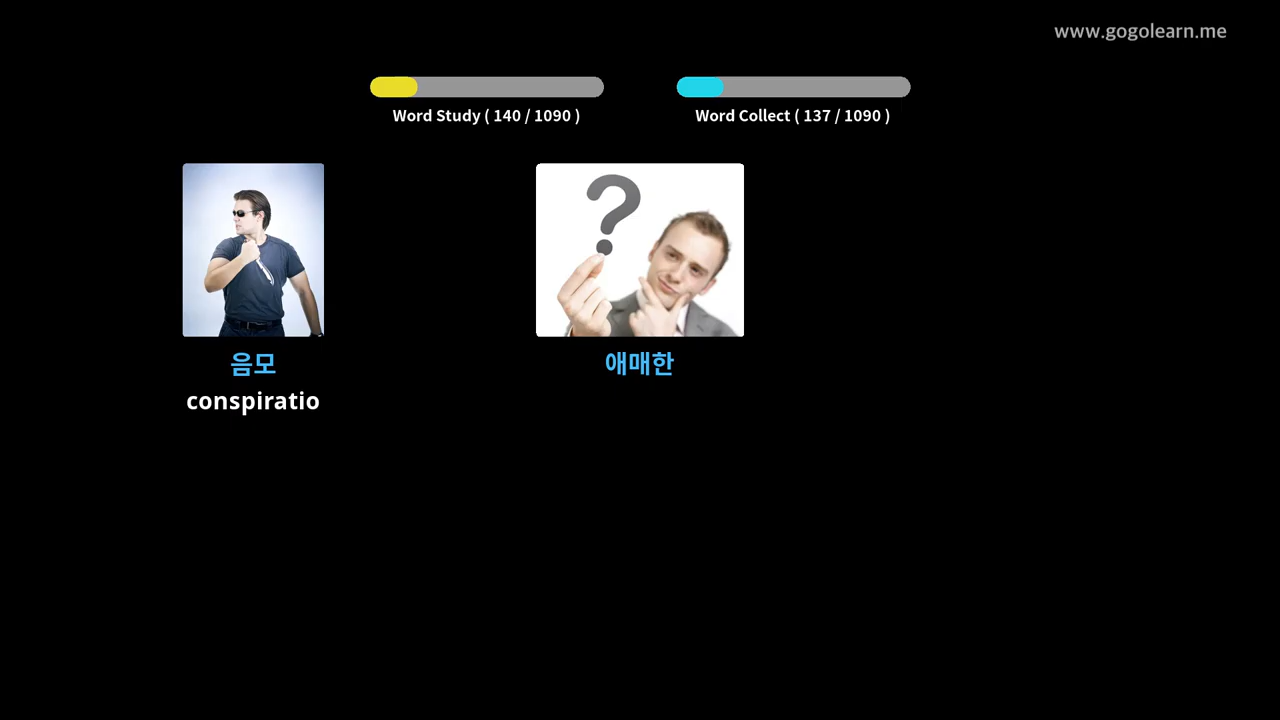 www.gogolearn.me
Word Study ( 140 / 1090 )
Word Collect ( 137 / 1090 )
음모
conspiratio
애매한